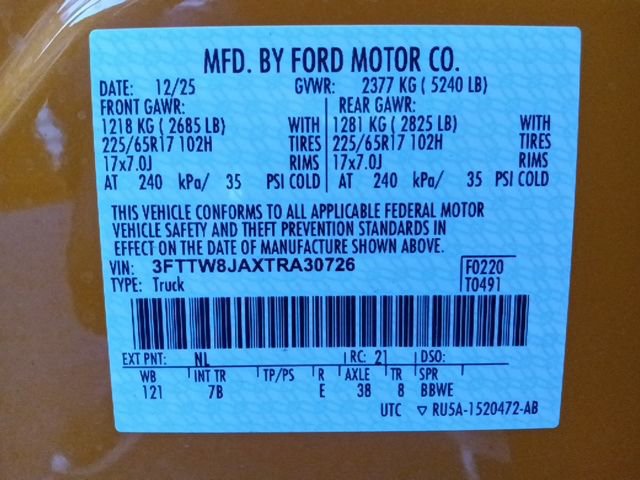 MFD. BY FORD MOTOR CO.
DATE: 12/25 GVWR: 2377 KG ( 5240 LB)
FRONT GAWR: REAR GAWR:
1218 KG ( 2685 LB) WITH 1281 KG ( 2825 LB) WITH
225/65R17 102H TIRES 225/65R17 102H TIRES
17x7.0J RIMS 17x7.0J RIMS
AT 240 kPa/ 35 PSI COLD AT 240 kPa/ 35 PSI COLD
THIS VEHICLE CONFORMS TO ALL APPLICABLE FEDERAL MOTOR
VEHICLE SAFETY AND THEFT PREVENTION STANDARDS IN
EFFECT ON THE DATE OF MANUFACTURE SHOWN ABOVE.
VIN: 3FTTW8JAXTRA30726 F0220
TYPE: Truck T0491
EXT PNT: NL RC: 21 DSO:
WB INT TR TP/PS R AXLE TR SPR
121 7B E 38 8 BBWE
UTC ▽ RU5A-1520472-AB